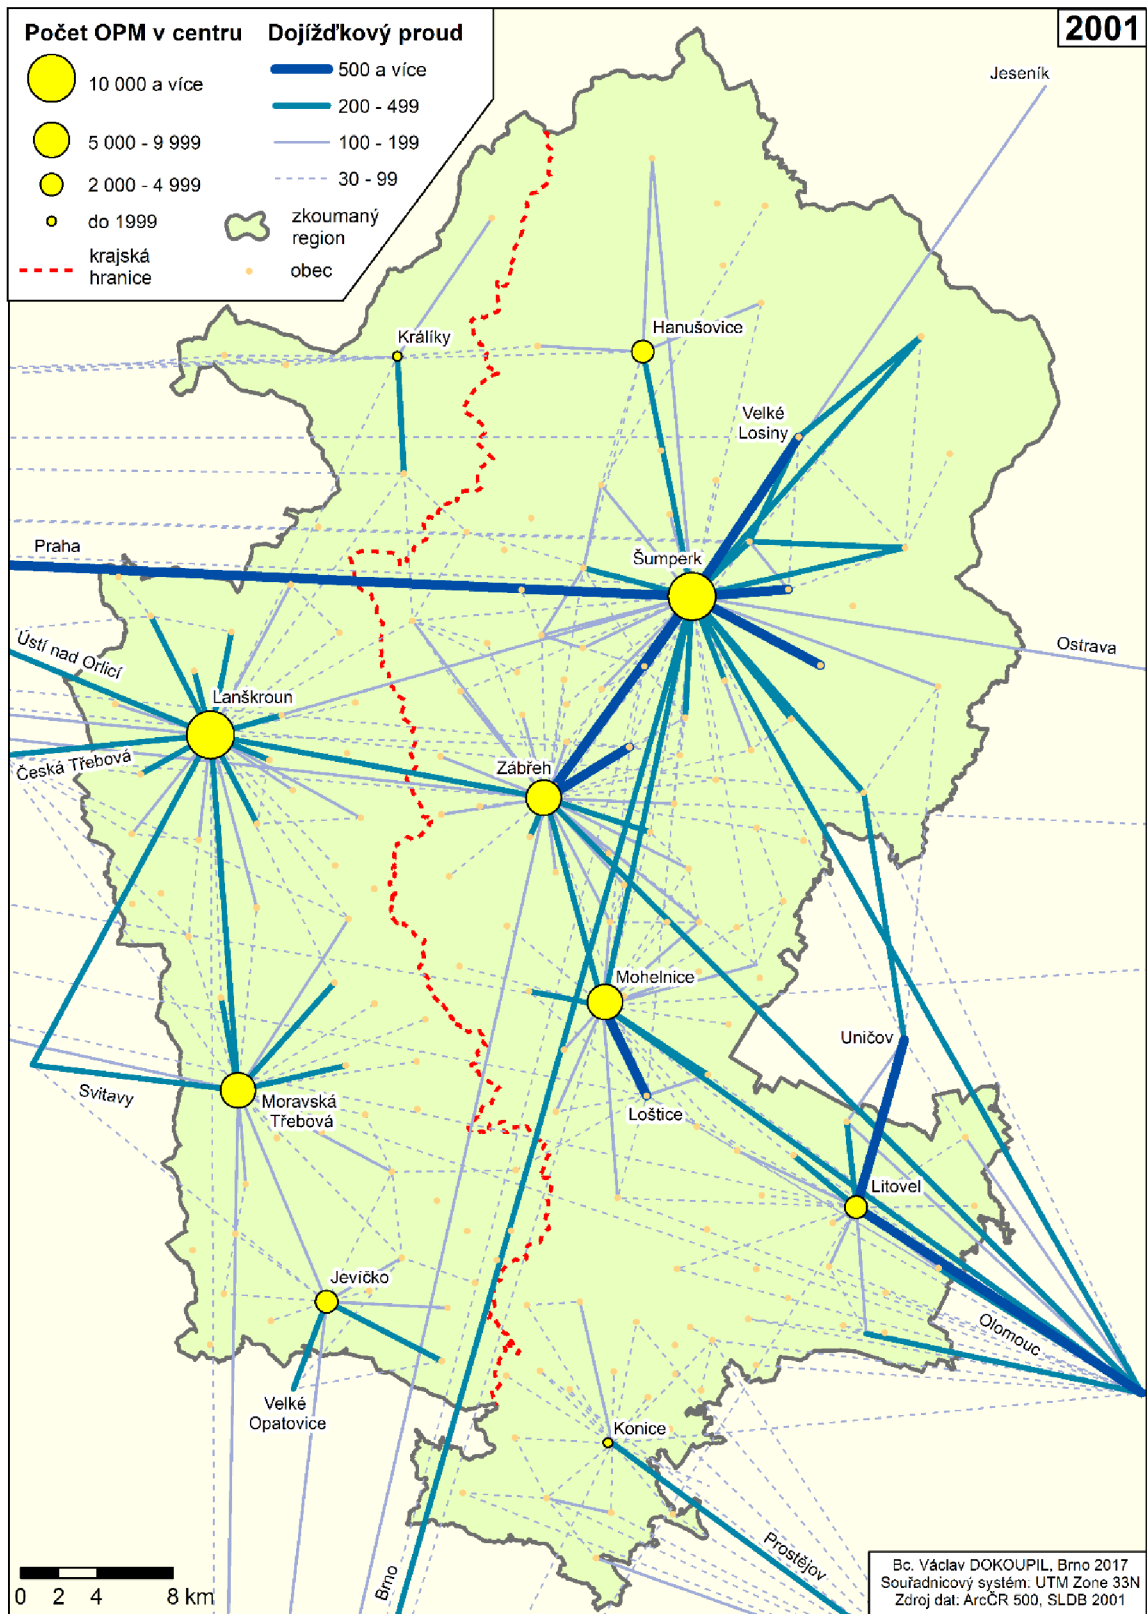 Počet OPM v centru
10 000 a více
5 000 - 9 999
2 000 - 4 999
do 1999
krajská
hranice
Dojížďkový proud
500 a více
200 - 499
100 - 199
30 - 99
zkoumaný
region
obec
2001
Jeseník
Králíky
Hanušovice
Velké
Losiny
Praha
Šumperk
Ústí nad Orlicí
Ostrava
Lanškroun
Česká Třebová
Zábřeh
Mohelnice
Uničov
Svitavy
Moravská
Třebová
Loštice
Litovel
Jevíčko
Olomouc
Velké
Opatovice
Konice
Prostějov
Brno
0 2 4 8 km
Bc. Václav DOKOUPIL, Brno 2017
Souřadnicový systém: UTM Zone 33N
Zdroj dat: ArcČR 500, SLDB 2001